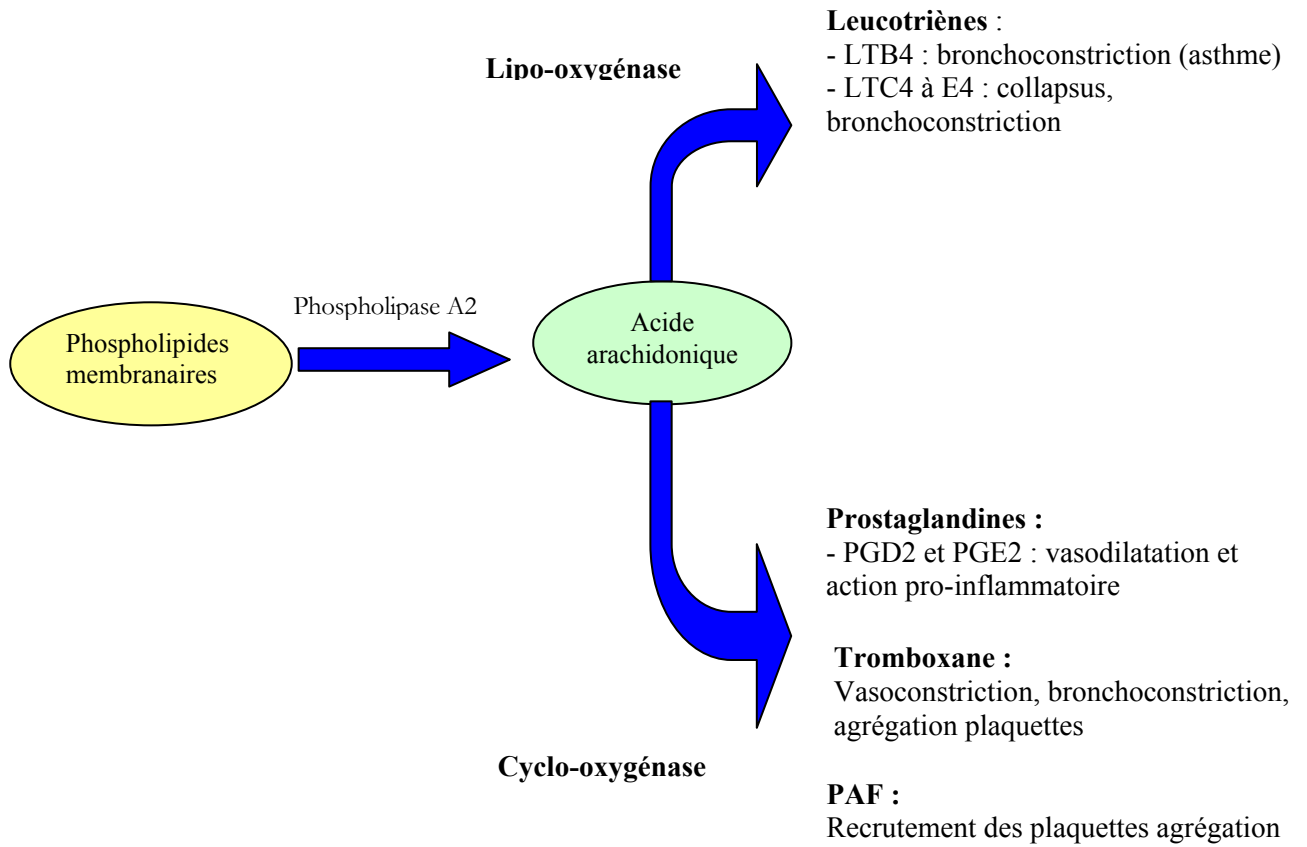 Leucotriènes :
- LTB4 : bronchoconstriction (asthme)
- LTC4 à E4 : collapsus,
bronchoconstriction
Lipo-oxygénase
Phospholipase A2
Phospholipides
membranaires
Acide
arachidonique
Prostaglandines :
- PGD2 et PGE2 : vasodilatation et
action pro-inflammatoire
Tromboxane :
Vasoconstriction, bronchoconstriction,
agrégation plaquettes
Cyclo-oxygénase
PAF :
Recrutement des plaquettes agrégation